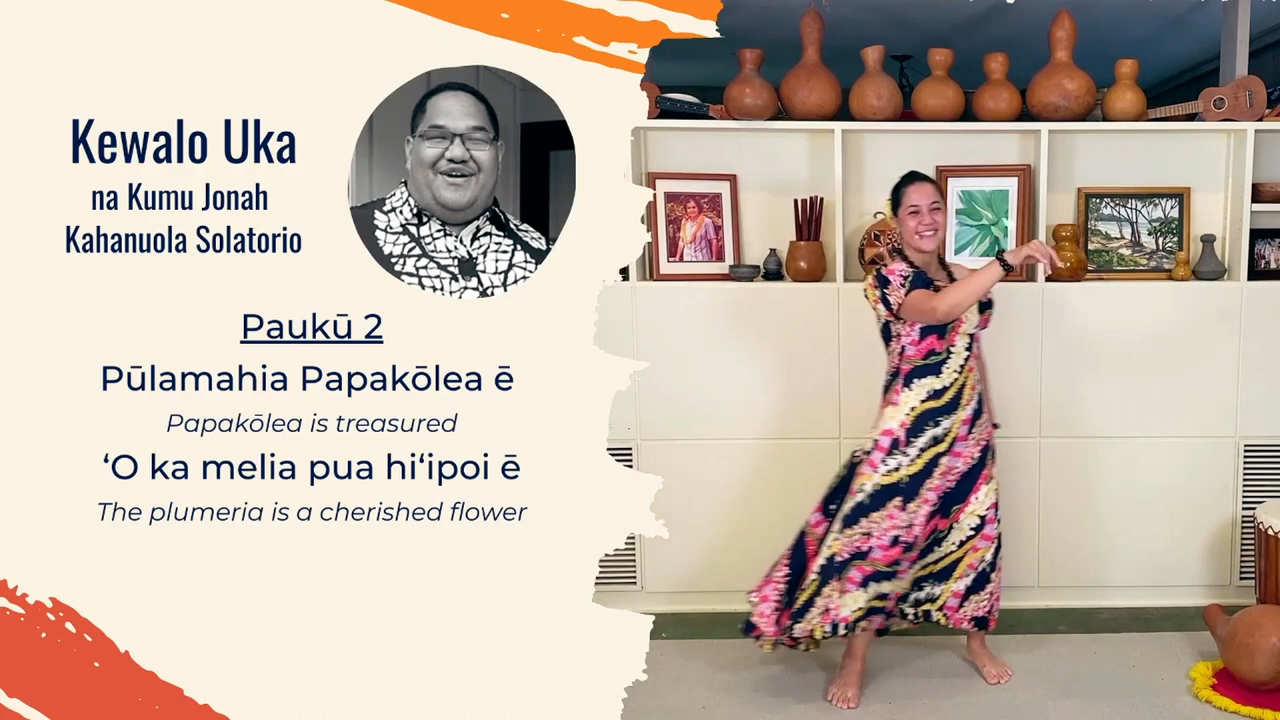 Kewalo Uka
na Kumu Jonah
Kahanuola Solatorio
Paukū 2
Pūlamahia Papakōlea ē
Papakōlea is treasured
ʻO ka melia pua hiʻipoi ē
The plumeria is a cherished flower